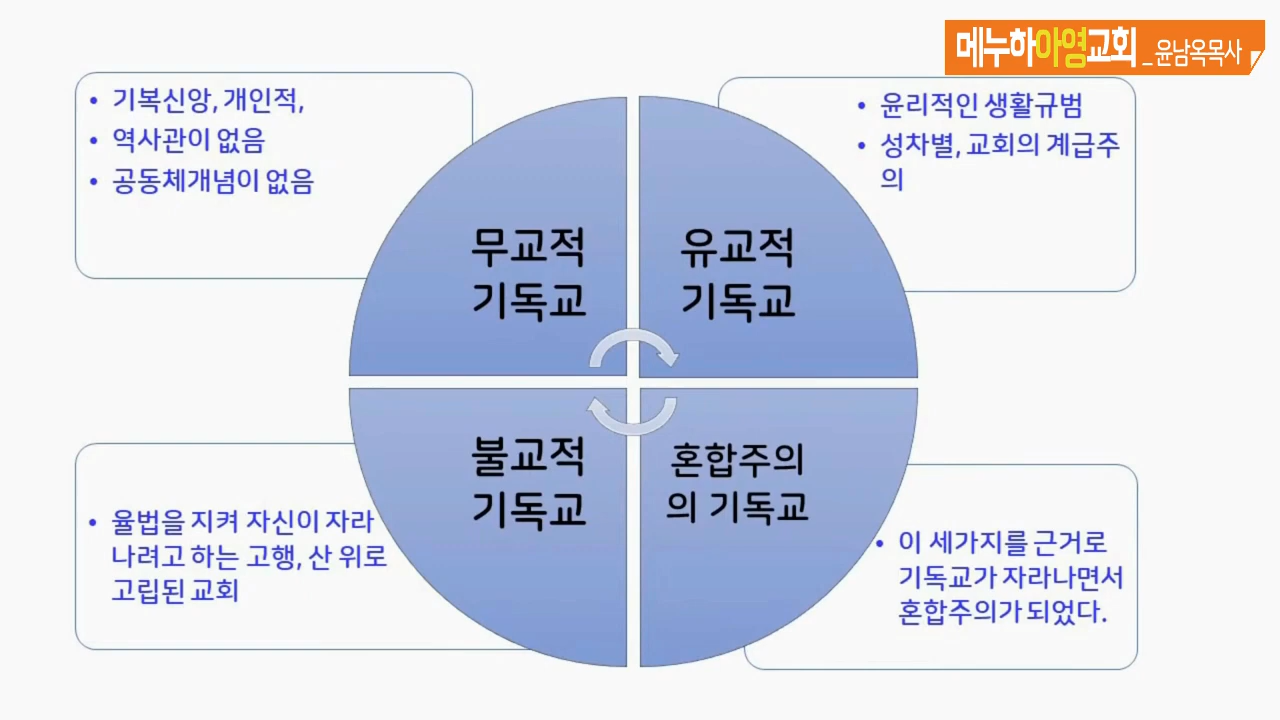 메누하아영교회_윤남옥목사
• 기복신앙, 개인적,
• 역사관이 없음
• 공동체개념이 없음
• 윤리적인 생활규범
• 성차별, 교회의 계급주
의
무교적
기독교
유교적
기독교
불교적
기독교
혼합주의
의 기독교
• 율법을 지켜 자신이 자라
나려고 하는 고행, 산 위로
고립된 교회
• 이 세가지를 근거로
기독교가 자라나면서
혼합주의가 되었다.